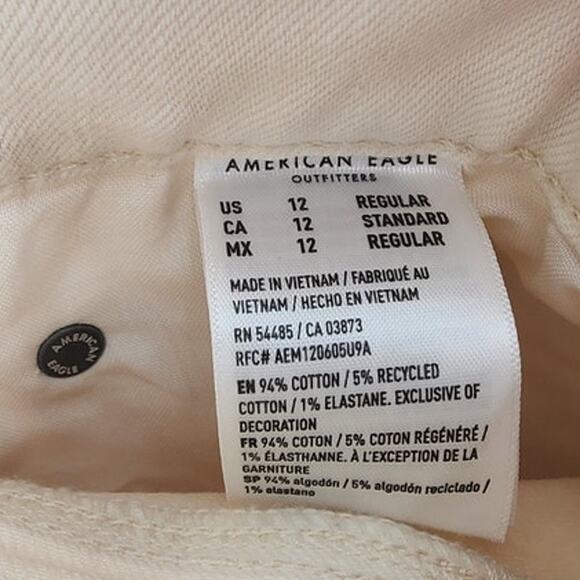 AMERICAN EAGLE
OUTFITTERS
US 12 REGULAR
CA 12 STANDARD
MX 12 REGULAR
MADE IN VIETNAM / FABRIQUÉ AU
VIETNAM / HECHO EN VIETNAM
RN 54485 / CA 03873
RFC# AEM120605U9A
EN 94% COTTON / 5% RECYCLED
COTTON / 1% ELASTANE. EXCLUSIVE OF
DECORATION
FR 94% COTON / 5% COTON RÉGÉNÉRÉ /
1% ÉLASTHANNE. À L'EXCEPTION DE LA
GARNITURE
SP 94% algodón / 5% algodón reciclado /
1% elastano
AMERICAN
EAGLE